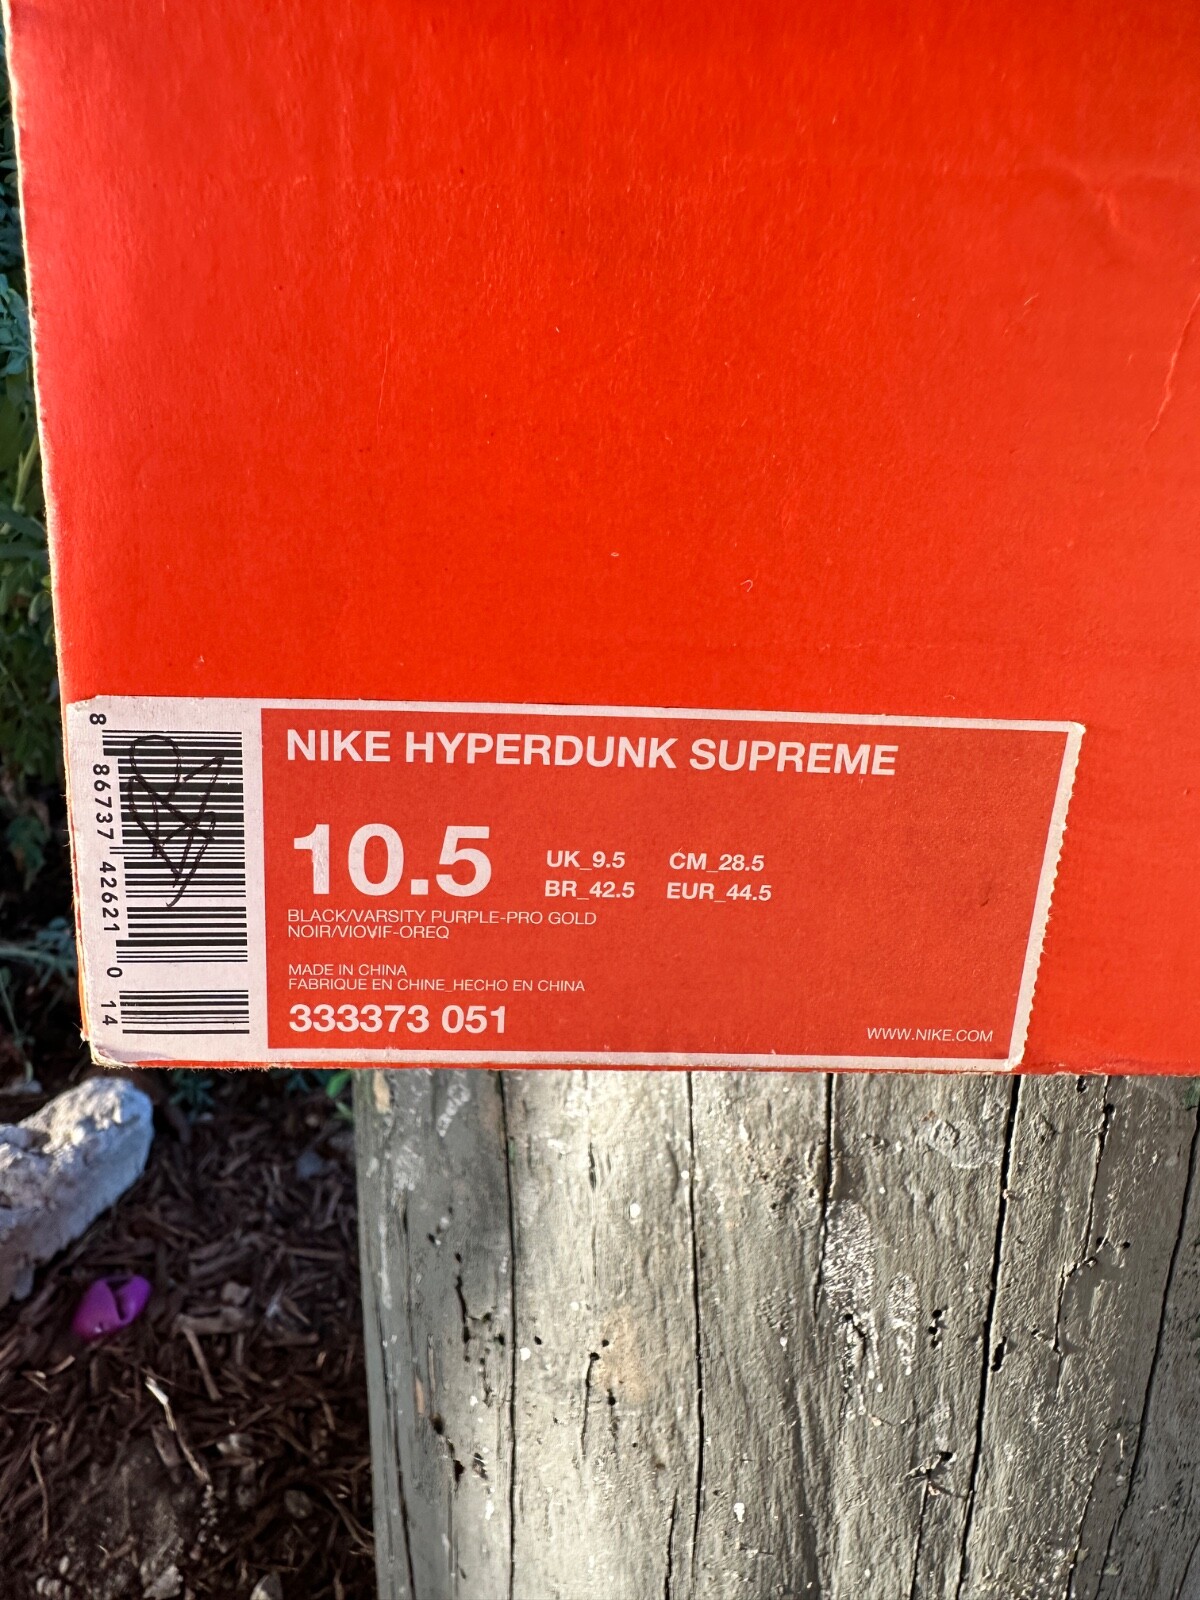 NIKE HYPERDUNK SUPREME
10.5
UK_9.5 CM_28.5
BR_42.5 EUR_44.5
BLACK/VARSITY PURPLE-PRO GOLD
NOIR/VIOVIF-OREQ
MADE IN CHINA
FABRIQUE EN CHINE_HECHO EN CHINA
333373 051
WWW.NIKE.COM
8 86737 42621 0 14